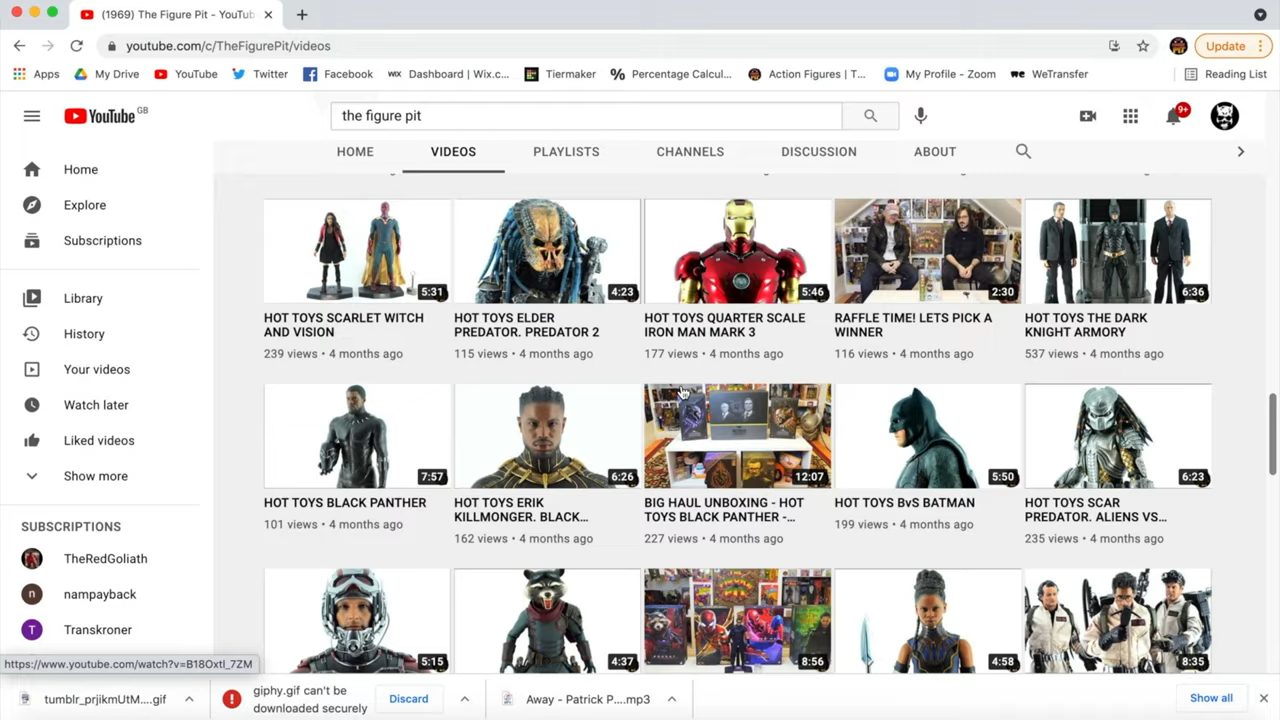 (1969) The Figure Pit - YouTub
youtube.com/c/TheFigurePit/videos
Update
Apps
My Drive
YouTube
Twitter
Facebook
WIX Dashboard | Wix.c...
Tiermaker
Percentage Calcul...
Action Figures | T...
My Profile - Zoom
we WeTransfer
Reading List
YouTube GB
the figure pit
9+
HOME
VIDEOS
PLAYLISTS
CHANNELS
DISCUSSION
ABOUT
Home
Explore
Subscriptions
Library
History
Your videos
Watch later
Liked videos
Show more
SUBSCRIPTIONS
TheRedGoliath
n nampayback
T Transkroner
5:31
4:23
5:46
2:30
6:36
HOT TOYS SCARLET WITCH
AND VISION
239 views • 4 months ago
HOT TOYS ELDER
PREDATOR. PREDATOR 2
115 views • 4 months ago
HOT TOYS QUARTER SCALE
IRON MAN MARK 3
177 views • 4 months ago
RAFFLE TIME! LETS PICK A
WINNER
116 views • 4 months ago
HOT TOYS THE DARK
KNIGHT ARMORY
537 views • 4 months ago
7:57
6:26
12:07
5:50
6:23
HOT TOYS BLACK PANTHER
101 views • 4 months ago
HOT TOYS ERIK
KILLMONGER. BLACK...
162 views • 4 months ago
BIG HAUL UNBOXING - HOT
TOYS BLACK PANTHER -...
227 views • 4 months ago
HOT TOYS BvS BATMAN
199 views • 4 months ago
HOT TOYS SCAR
PREDATOR. ALIENS VS...
235 views • 4 months ago
5:15
4:37
8:56
4:58
8:35
https://www.youtube.com/watch?v=B18Oxtl_7ZM
tumblr_prjikmUtM....gif
giphy.gif can't be
downloaded securely
Discard
Away - Patrick P....mp3
Show all